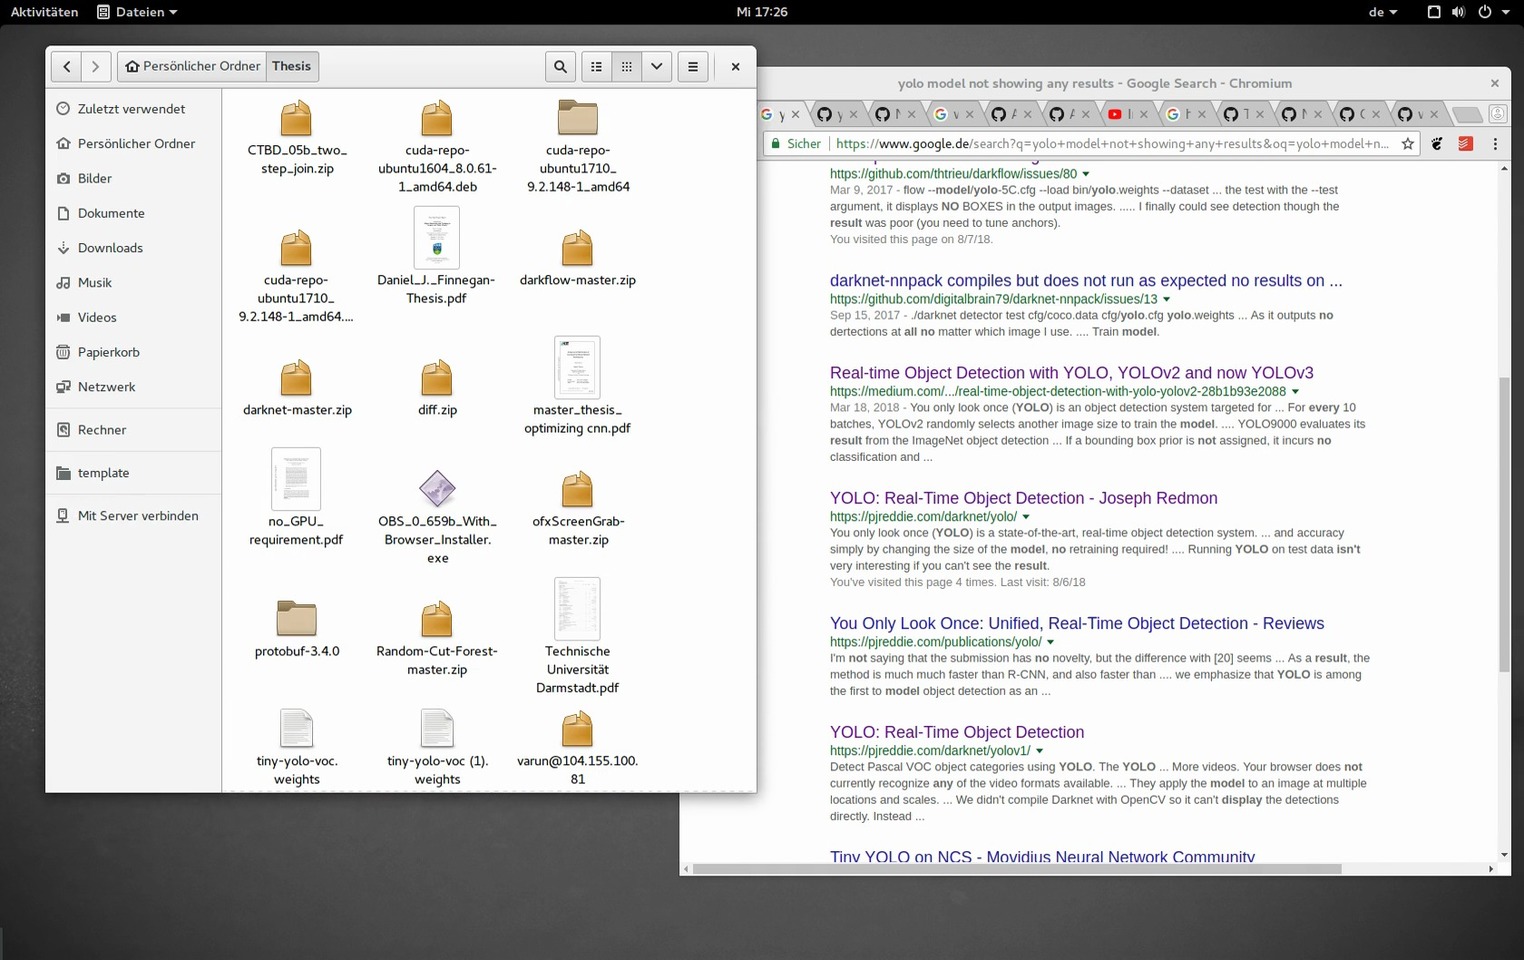 Aktivitäten
Dateien
Mi 17:26
de
Persönlicher Ordner
Thesis
Zuletzt verwendet
Persönlicher Ordner
Bilder
Dokumente
Downloads
Musik
Videos
Papierkorb
Netzwerk
Rechner
template
Mit Server verbinden
CTBD_05b_two_
step_join.zip
cuda-repo-
ubuntu1604_8.0.61-
1_amd64.deb
cuda-repo-
ubuntu1710_
9.2.148-1_amd64
cuda-repo-
ubuntu1710_
9.2.148-1_amd64....
Daniel_J._Finnegan-
Thesis.pdf
darkflow-master.zip
darknet-master.zip
diff.zip
master_thesis_
optimizing cnn.pdf
no_GPU_
requirement.pdf
OBS_0_659b_With_
Browser_Installer.
exe
ofxScreenGrab-
master.zip
protobuf-3.4.0
Random-Cut-Forest-
master.zip
Technische
Universität
Darmstadt.pdf
tiny-yolo-voc.
weights
tiny-yolo-voc (1).
weights
varun@104.155.100.
81
yolo model not showing any results - Google Search - Chromium
Sicher
https://www.google.de/search?q=yolo+model+not+showing+any+results&oq=yolo+model+n...
https://github.com/thtrieu/darkflow/issues/80
Mar 9, 2017 - flow --model/yolo-5C.cfg --load bin/yolo.weights --dataset ... the test with the --test
argument, it displays NO BOXES in the output images. ..... I finally could see detection though the
result was poor (you need to tune anchors).
You visited this page on 8/7/18.
darknet-nnpack compiles but does not run as expected no results on ...
https://github.com/digitalbrain79/darknet-nnpack/issues/13
Sep 15, 2017 - ./darknet detector test cfg/coco.data cfg/yolo.cfg yolo.weights ... As it outputs no
dertections at all no matter which image I use. .... Train model.
Real-time Object Detection with YOLO, YOLOv2 and now YOLOv3
https://medium.com/.../real-time-object-detection-with-yolo-yolov2-28b1b93e2088
Mar 18, 2018 - You only look once (YOLO) is an object detection system targeted for ... For every 10
batches, YOLOv2 randomly selects another image size to train the model. .... YOLO9000 evaluates its
result from the ImageNet object detection ... If a bounding box prior is not assigned, it incurs no
classification and ...
YOLO: Real-Time Object Detection - Joseph Redmon
https://pjreddie.com/darknet/yolo/
You only look once (YOLO) is a state-of-the-art, real-time object detection system. ... and accuracy
simply by changing the size of the model, no retraining required! .... Running YOLO on test data isn't
very interesting if you can't see the result.
You've visited this page 4 times. Last visit: 8/6/18
You Only Look Once: Unified, Real-Time Object Detection - Reviews
https://pjreddie.com/publications/yolo/
I'm not saying that the submission has no novelty, but the difference with [20] seems ... As a result, the
method is much much faster than R-CNN, and also faster than .... we emphasize that YOLO is among
the first to model object detection as an ...
YOLO: Real-Time Object Detection
https://pjreddie.com/darknet/yolov1/
Detect Pascal VOC object categories using YOLO. The YOLO ... More videos. Your browser does not
currently recognize any of the video formats available. ... They apply the model to an image at multiple
locations and scales. ... We didn't compile Darknet with OpenCV so it can't display the detections
directly. Instead ...
Tiny YOLO on NCS - Movidius Neural Network Community